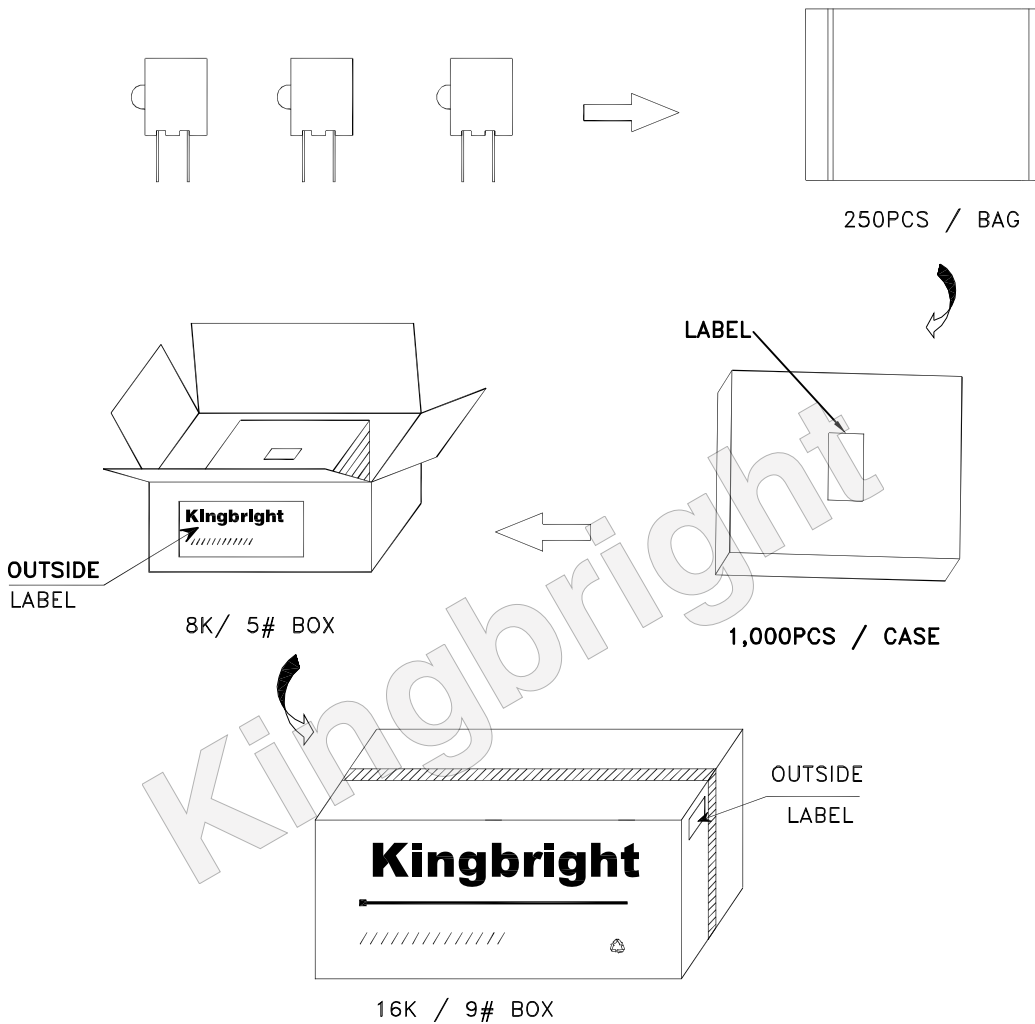 250PCS / BAG
LABEL
1,000PCS / CASE
KIngbrIght
OUTSIDE
LABEL
8K/ 5# BOX
Kingbright
OUTSIDE
LABEL
Kingbright
16K / 9# BOX